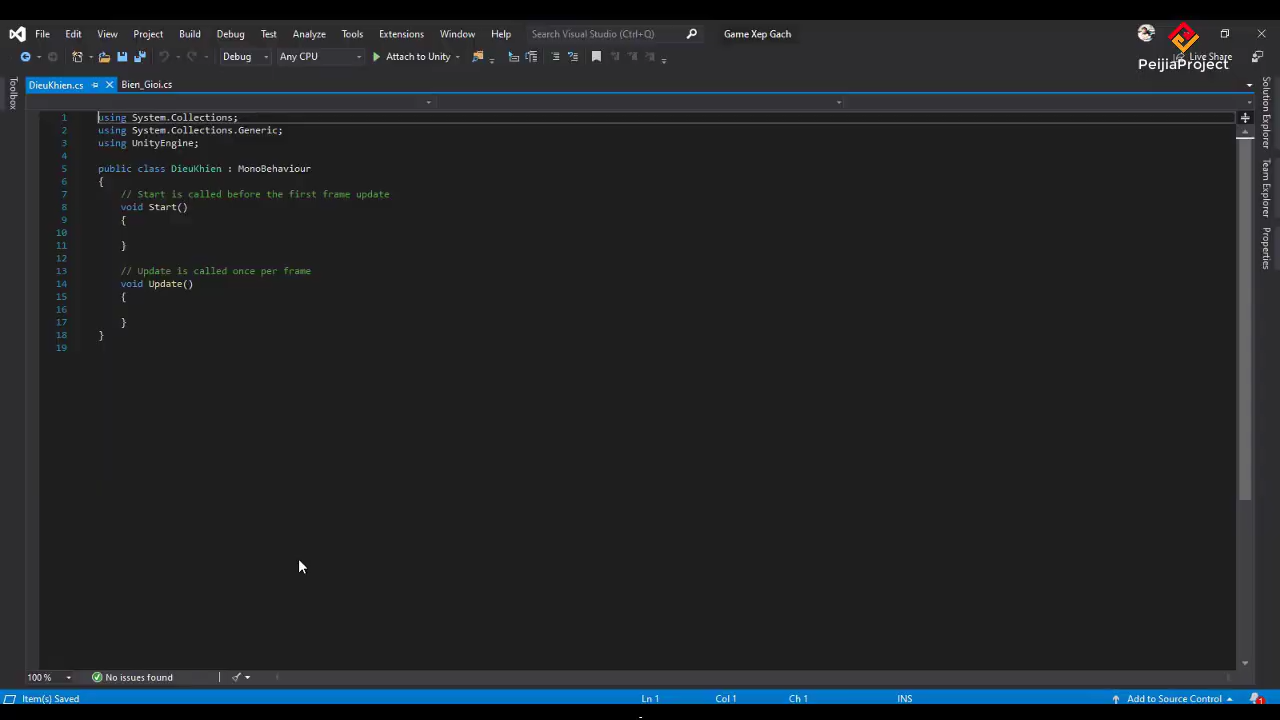 File Edit View Project Build Debug Test Analyze Tools Extensions Window Help Search Visual Studio (Ctrl+Q) Game Xep Gach
Debug Any CPU Attach to Unity Live Share
PeijiaProject
Toolbox
DieuKhien.cs Bien_Gioi.cs
1 using System.Collections;
2 using System.Collections.Generic;
3 using UnityEngine;
4
5 public class DieuKhien : MonoBehaviour
6 {
7 // Start is called before the first frame update
8 void Start()
9 {
10
11 }
12
13 // Update is called once per frame
14 void Update()
15 {
16
17 }
18 }
19
Solution Explorer
Team Explorer
Properties
100 % No issues found
Item(s) Saved Ln 1 Col 1 Ch 1 INS Add to Source Control 1